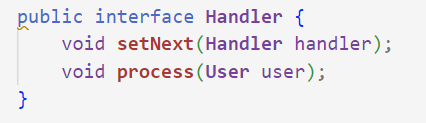 public interface Handler {
    void setNext(Handler handler);
    void process(User user);
}